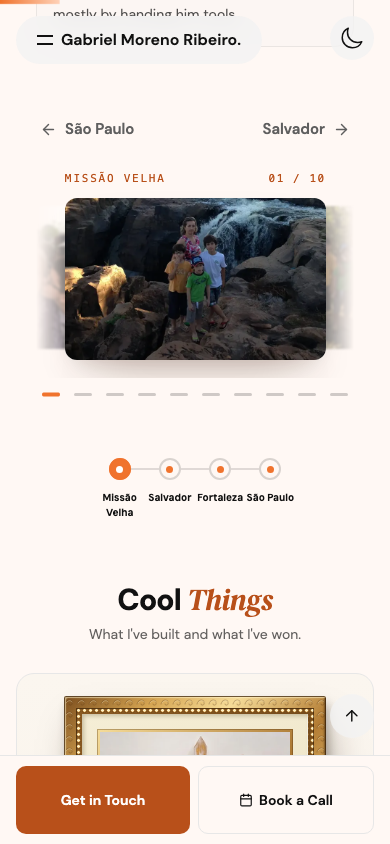 mostly by handing him tools.
Gabriel Moreno Ribeiro.
São Paulo
Salvador
MISSÃO VELHA
01 / 10
Missão Velha
Salvador
Fortaleza
São Paulo
Cool Things
What I've built and what I've won.
Get in Touch
Book a Call